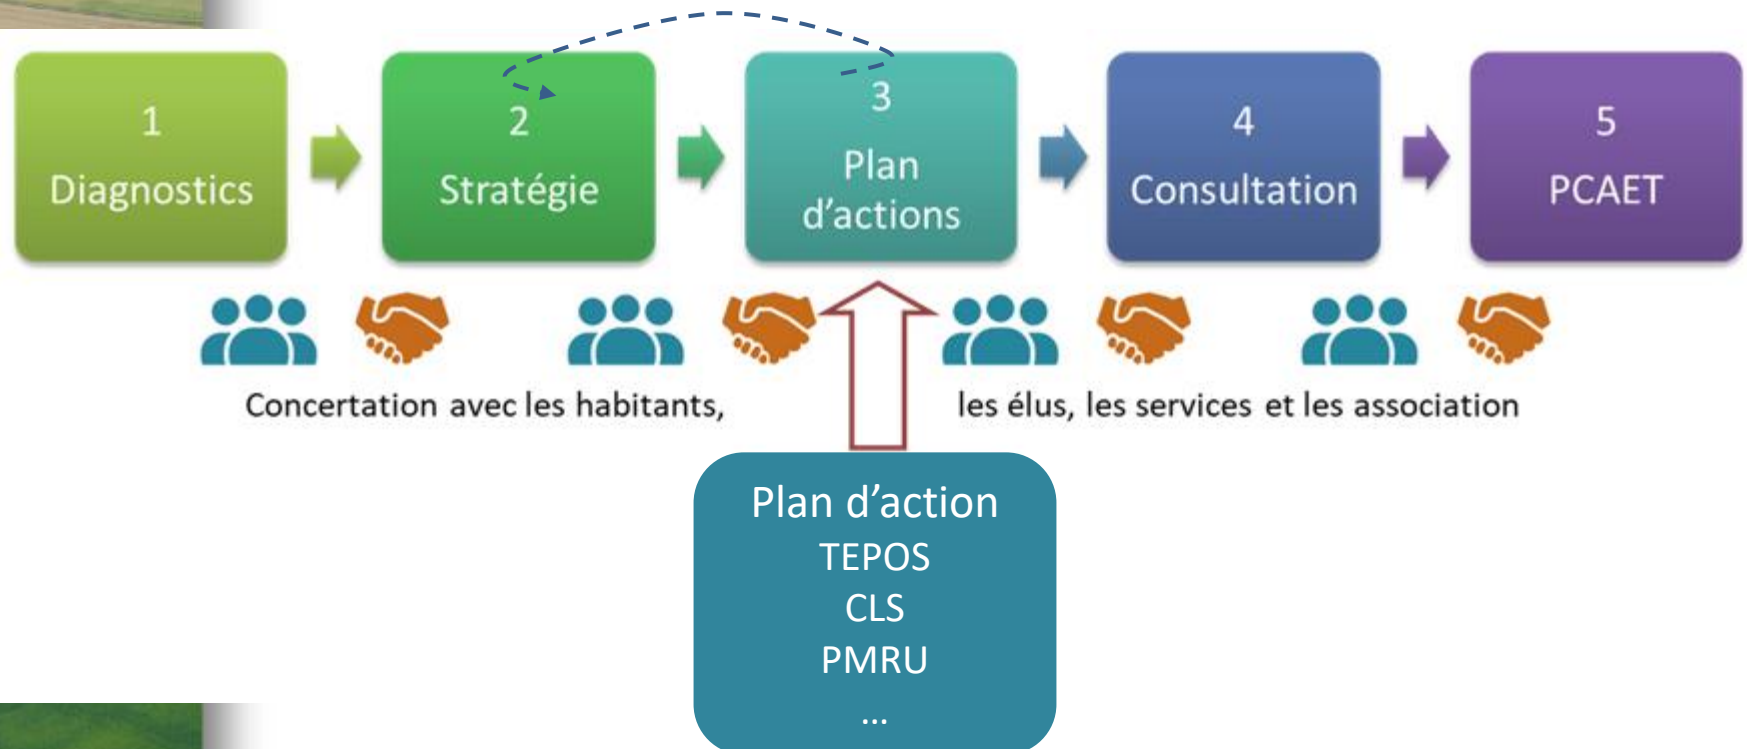 1
Diagnostics
2
Stratégie
3
Plan
d’actions
4
Consultation
5
PCAET
Concertation avec les habitants,
les élus, les services et les association
Plan d’action
TEPOS
CLS
PMRU
...